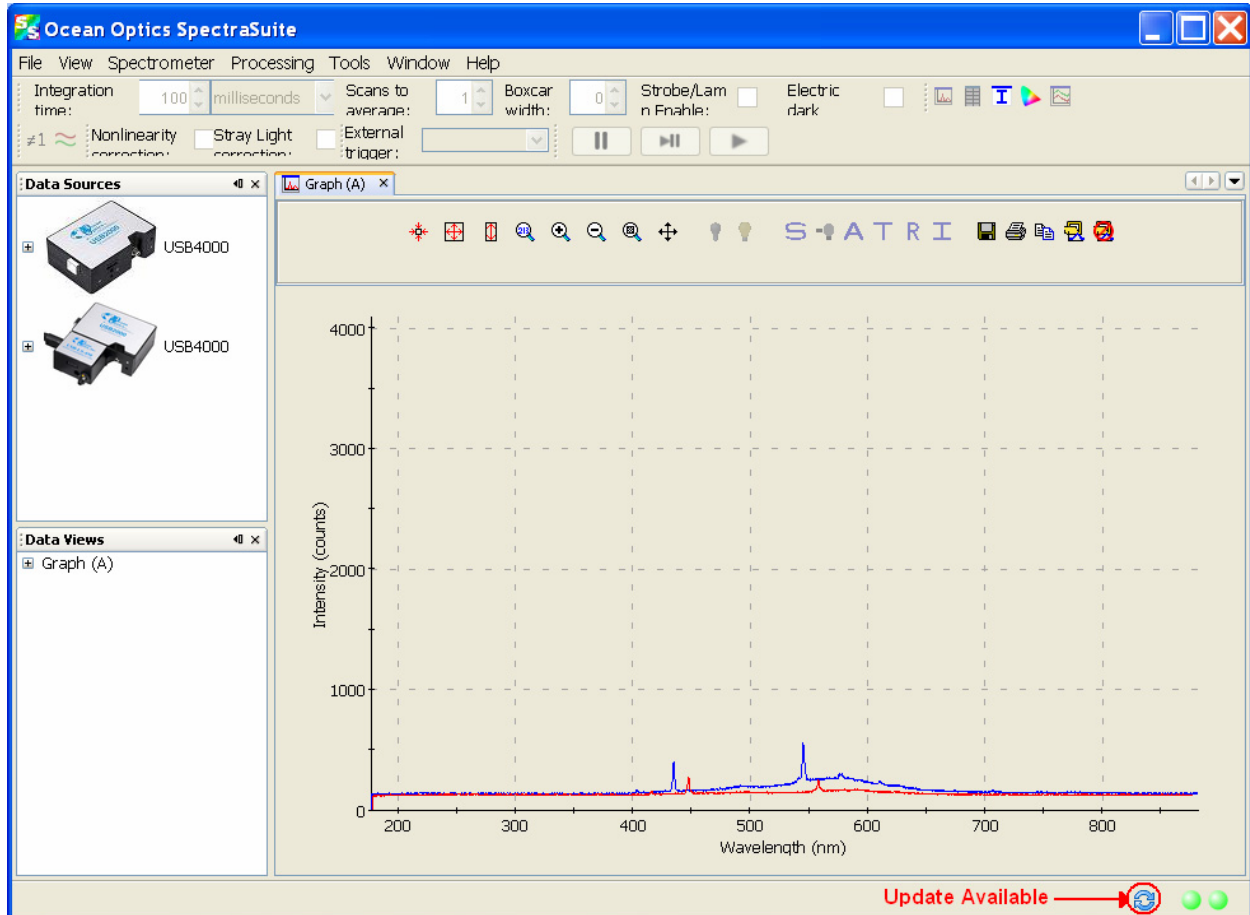 Ocean Optics SpectraSuite
File View Spectrometer Processing Tools Window Help
Integration time: 100 milliseconds Scans to average: 1 Boxcar width: 0 Strobe/Lam n Enable: Electric dark
≠1 Nonlinearity correction: Stray Light correction: External trigger:
Data Sources
Graph (A)
USB4000
USB4000
S A T R I
Data Views
Graph (A)
Intensity (counts)
4000
3000
2000
1000
0
200 300 400 500 600 700 800
Wavelength (nm)
Update Available